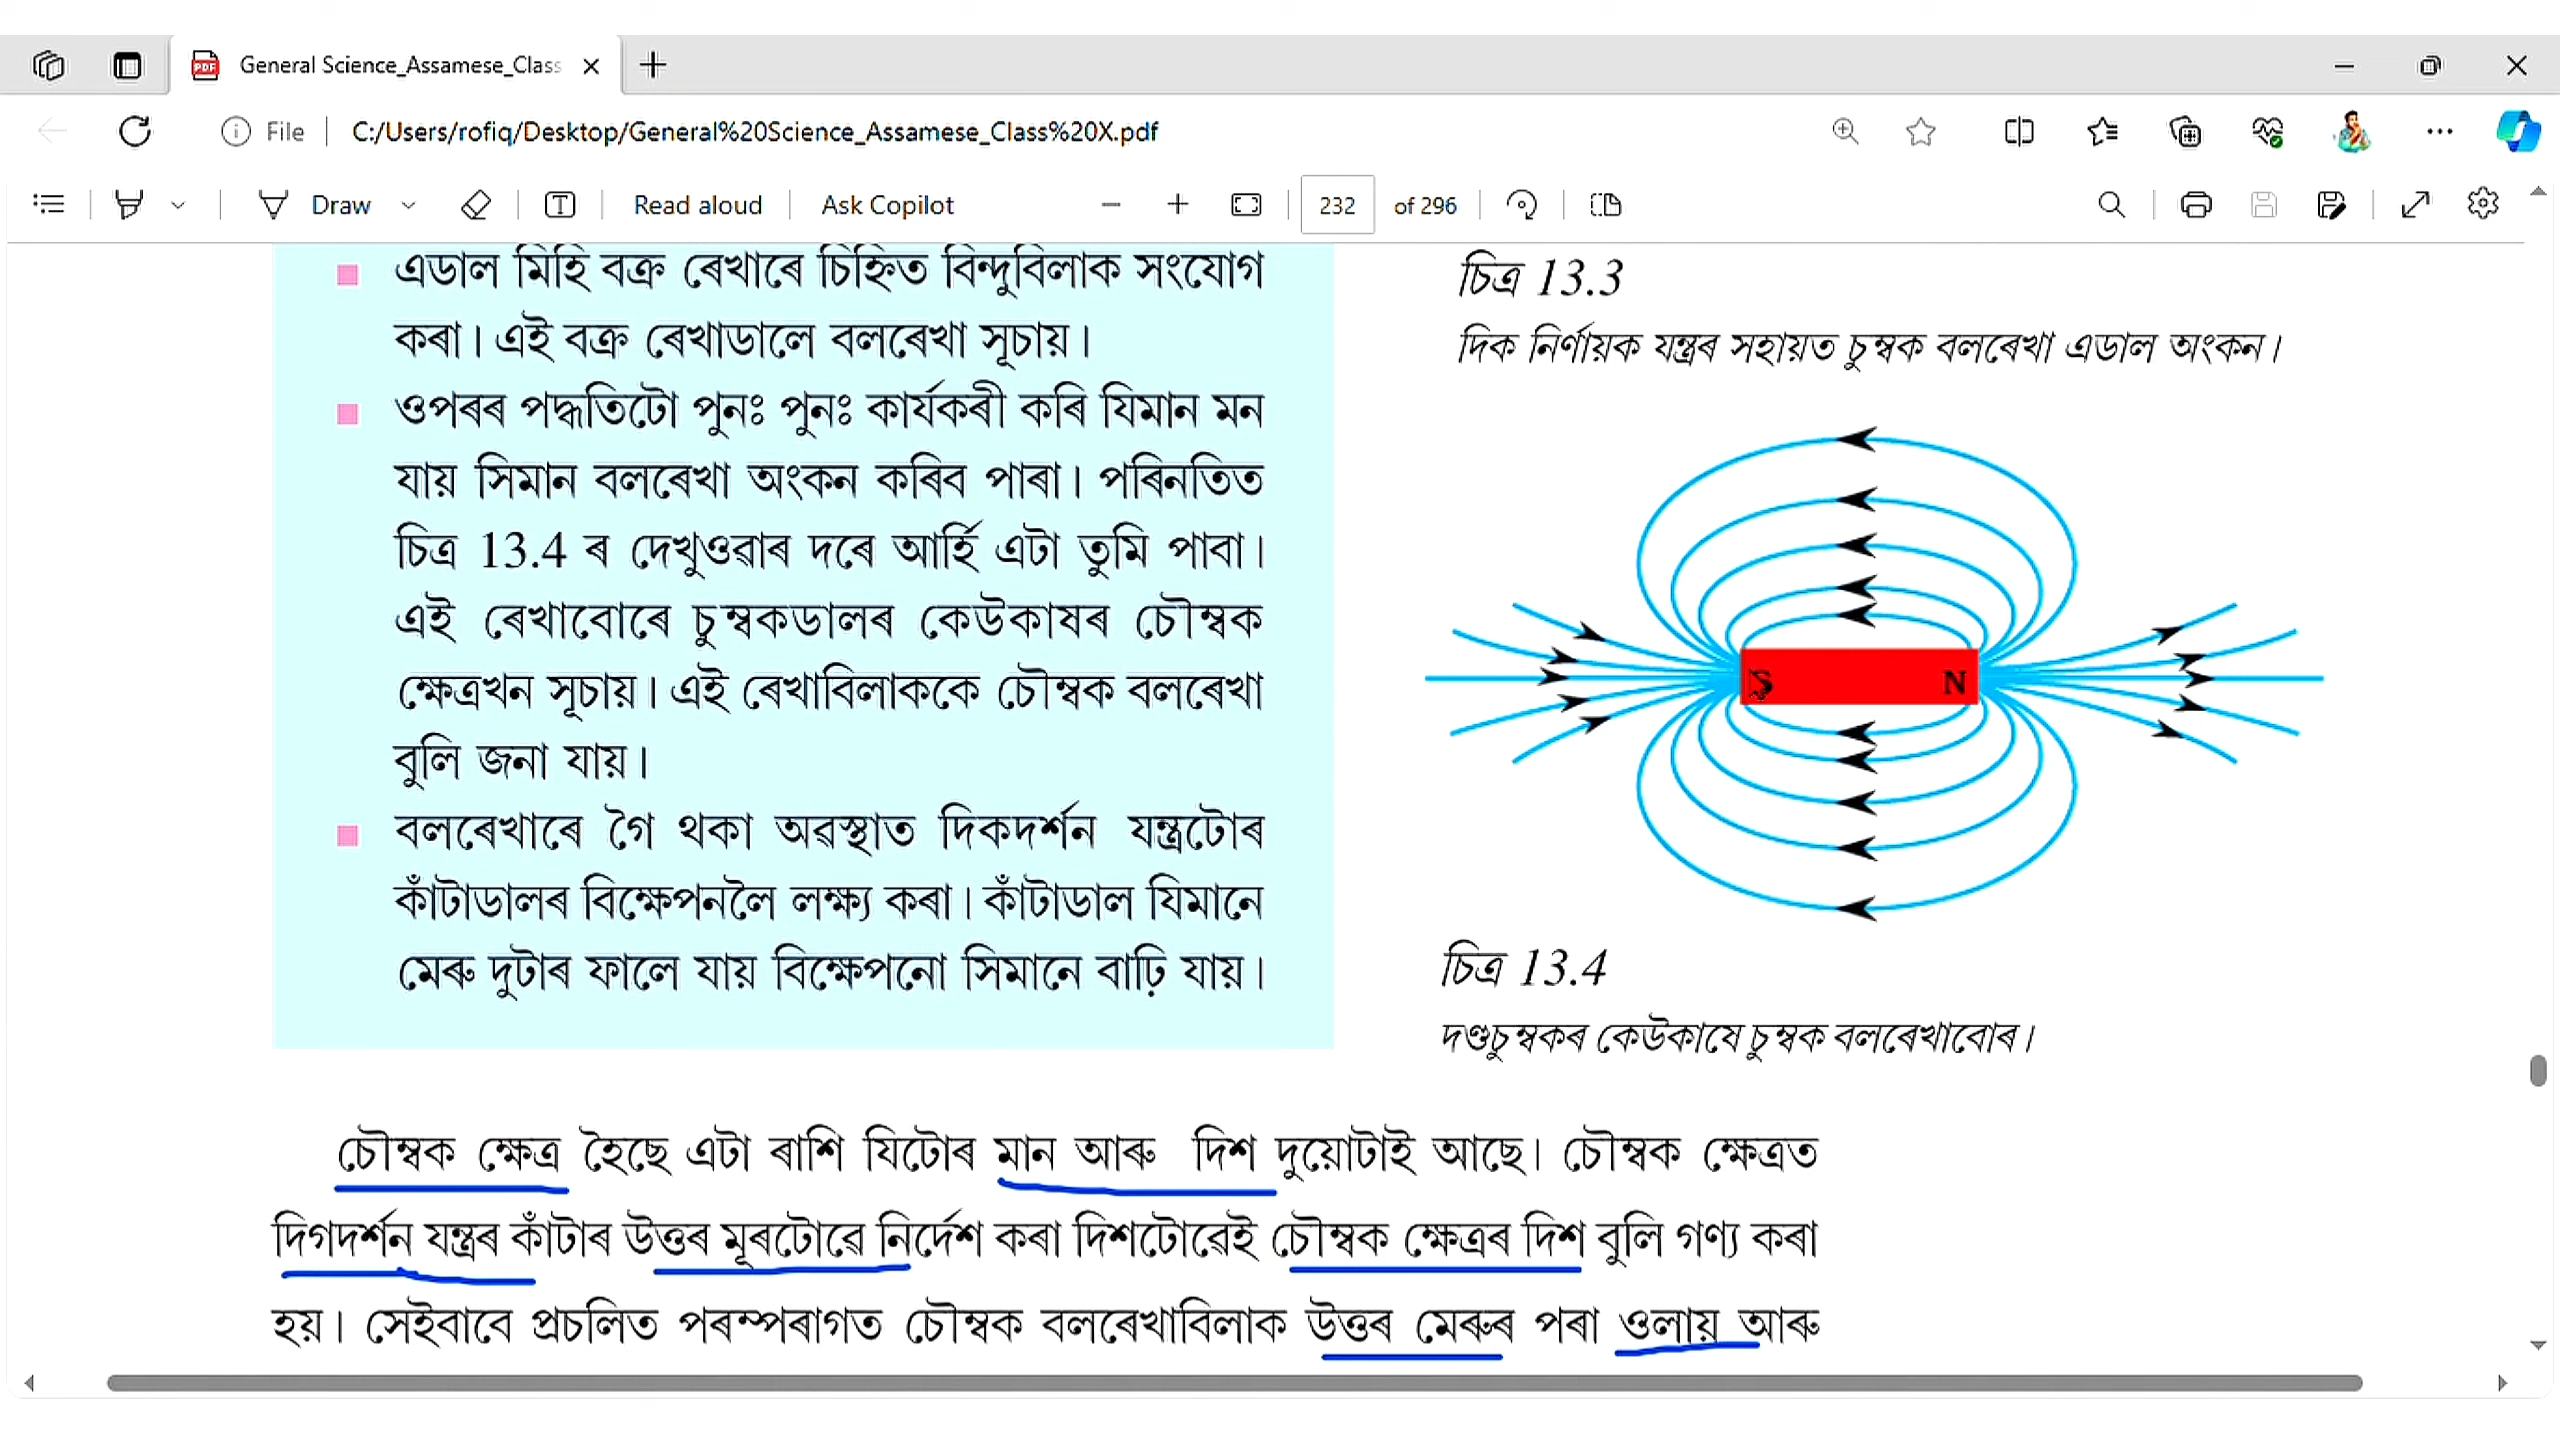 General Science_Assamese_Class
File
C:/Users/rofiq/Desktop/General%20Science_Assamese_Class%20X.pdf
Draw
Read aloud
Ask Copilot
232 of 296
এডাল মিহি বক্ৰ ৰেখাৰে চিহ্নিত বিন্দুবিলাক সংযোগ
কৰা। এই বক্ৰ ৰেখাডালে বলৰেখা সূচায়।
ওপৰৰ পদ্ধতিটো পুনঃ পুনঃ কাৰ্যকৰী কৰি যিমান মন
যায় সিমান বলৰেখা অংকন কৰিব পাৰা। পৰিনতিত
চিত্ৰ 13.4 ৰ দেখুওৱাৰ দৰে আৰ্হি এটা তুমি পাবা।
এই ৰেখাবোৰে চুম্বকডালৰ কেউকাষৰ চৌম্বক
ক্ষেত্ৰখন সূচায়। এই ৰেখাবিলাককে চৌম্বক বলৰেখা
বুলি জনা যায়।
বলৰেখাৰে গৈ থকা অৱস্থাত দিকদৰ্শন যন্ত্ৰটোৰ
কাঁটাডালৰ বিক্ষেপনলৈ লক্ষ্য কৰা। কাঁটাডাল যিমানে
মেৰু দুটাৰ ফালে যায় বিক্ষেপনো সিমানে বাঢ়ি যায়।
চিত্ৰ 13.3
দিক নিৰ্ণায়ক যন্ত্ৰৰ সহায়ত চুম্বক বলৰেখা এডাল অংকন।
S N
চিত্ৰ 13.4
দণ্ডচুম্বকৰ কেউকাষে চুম্বক বলৰেখাবোৰ।
চৌম্বক ক্ষেত্ৰ হৈছে এটা ৰাশি যিটোৰ মান আৰু দিশ দুয়োটাই আছে। চৌম্বক ক্ষেত্ৰত
দিগদৰ্শন যন্ত্ৰৰ কাঁটাৰ উত্তৰ মূৰটোৱে নিৰ্দেশ কৰা দিশটোৱেই চৌম্বক ক্ষেত্ৰৰ দিশ বুলি গণ্য কৰা
হয়। সেইবাবে প্ৰচলিত পৰম্পৰাগত চৌম্বক বলৰেখাবিলাক উত্তৰ মেৰুৰ পৰা ওলায় আৰু